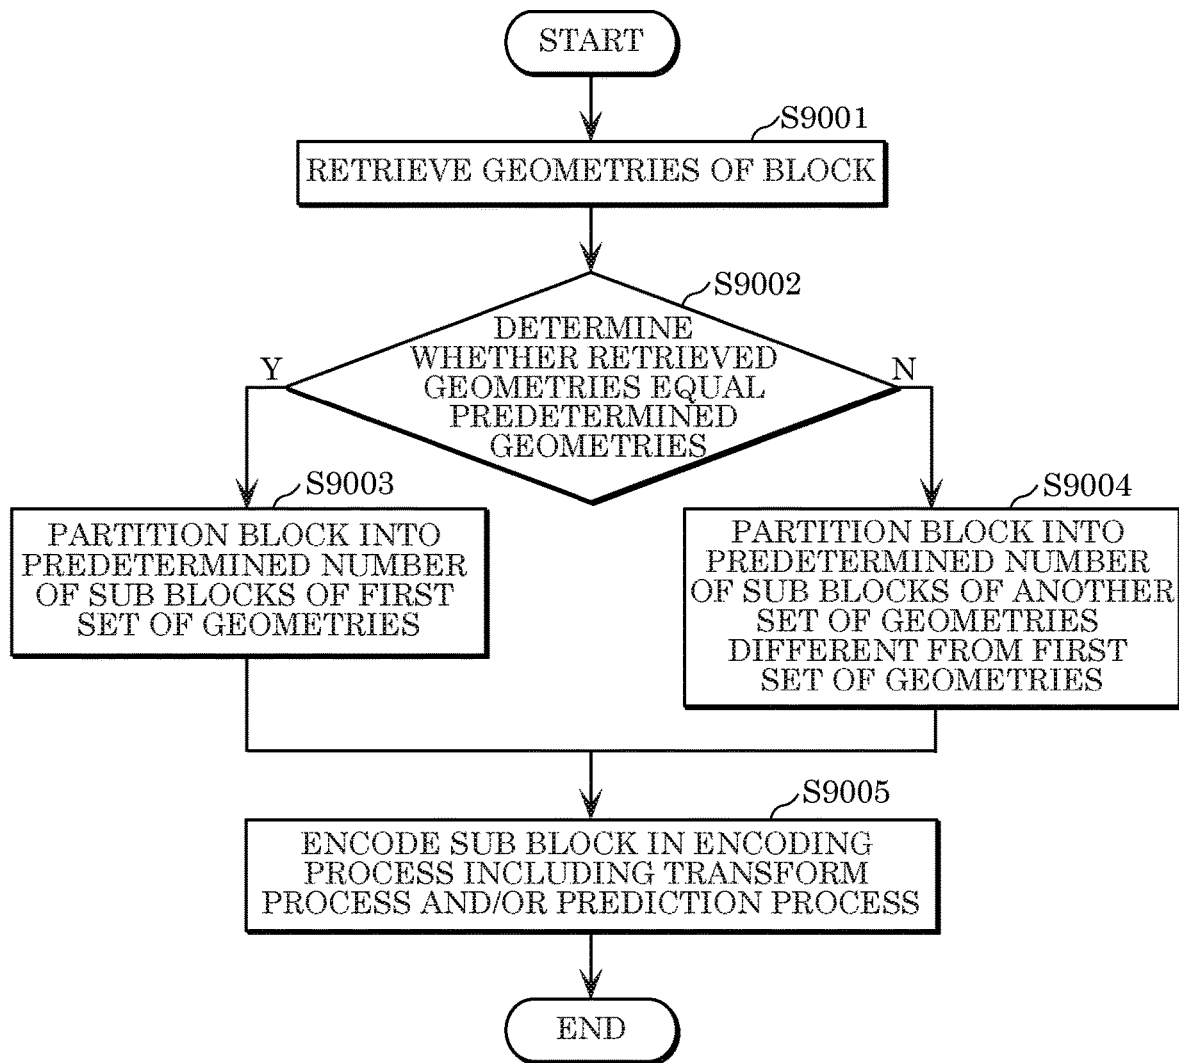 START
S9001
RETRIEVE GEOMETRIES OF BLOCK
S9002
DETERMINE
WHETHER RETRIEVED
GEOMETRIES EQUAL
PREDETERMINED
GEOMETRIES
Y
N
S9003
PARTITION BLOCK INTO
PREDETERMINED NUMBER
OF SUB BLOCKS OF FIRST
SET OF GEOMETRIES
S9004
PARTITION BLOCK INTO
PREDETERMINED NUMBER
OF SUB BLOCKS OF ANOTHER
SET OF GEOMETRIES
DIFFERENT FROM FIRST
SET OF GEOMETRIES
S9005
ENCODE SUB BLOCK IN ENCODING
PROCESS INCLUDING TRANSFORM
PROCESS AND/OR PREDICTION PROCESS
END